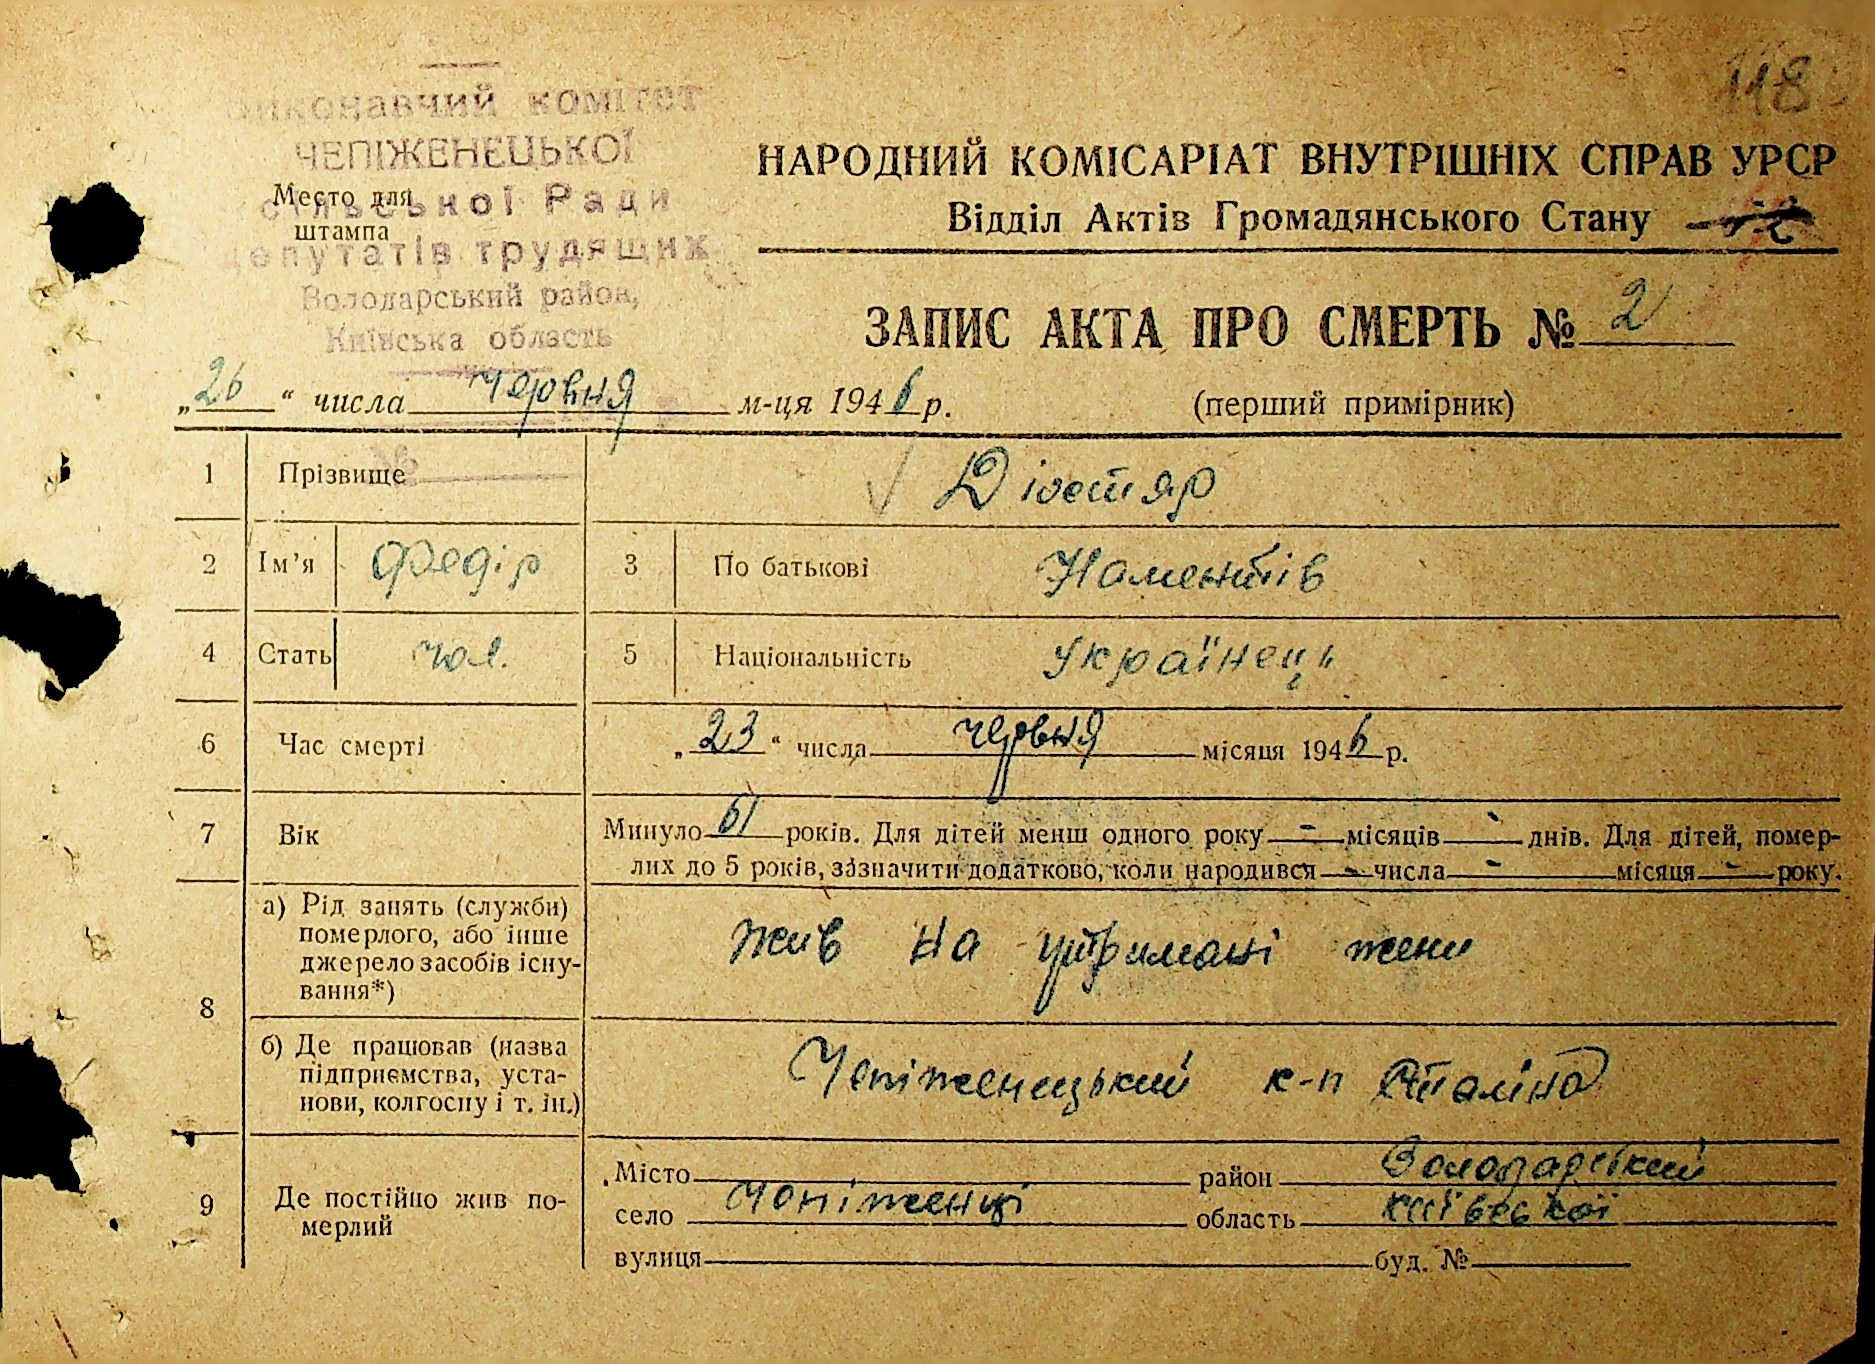 118
виконавчий комітет
ЧЕПІЖЕНЕЦЬКОЇ
сільської Ради
депутатів трудящих
Володарський район,
Київська область
№
Место для
штампа
НАРОДНИЙ КОМІСАРІАТ ВНУТРІШНІХ СПРАВ УРСР
Відділ Актів Громадянського Стану
ЗАПИС АКТА ПРО СМЕРТЬ № 2
„26“ числа червня м-ця 1946 р. (перший примірник)
1 Прізвище Дігтяр
2 Ім’я Федір 3 По батькові
4 Стать чол. 5 Національність Українець
6 Час смерті „23“ числа червня місяця 1946 р.
7 Вік Минуло 61 років. Для дітей менш одного року - місяців - днів. Для дітей, помер-
лих до 5 років, зазначити додатково, коли народився - числа - місяця - року.
8 а) Рід занять (служби)
померлого, або інше
джерело засобів існу-
вання*)
жив на утримані жени
б) Де працював (назва
підприємства, уста-
нови, колгоспу і т. ін.)
Чепіженицький к-п Сталіна
9 Де постійно жив по-
мерлий
Місто район Володарський
село Чепіженці область київської
вулиця буд. №